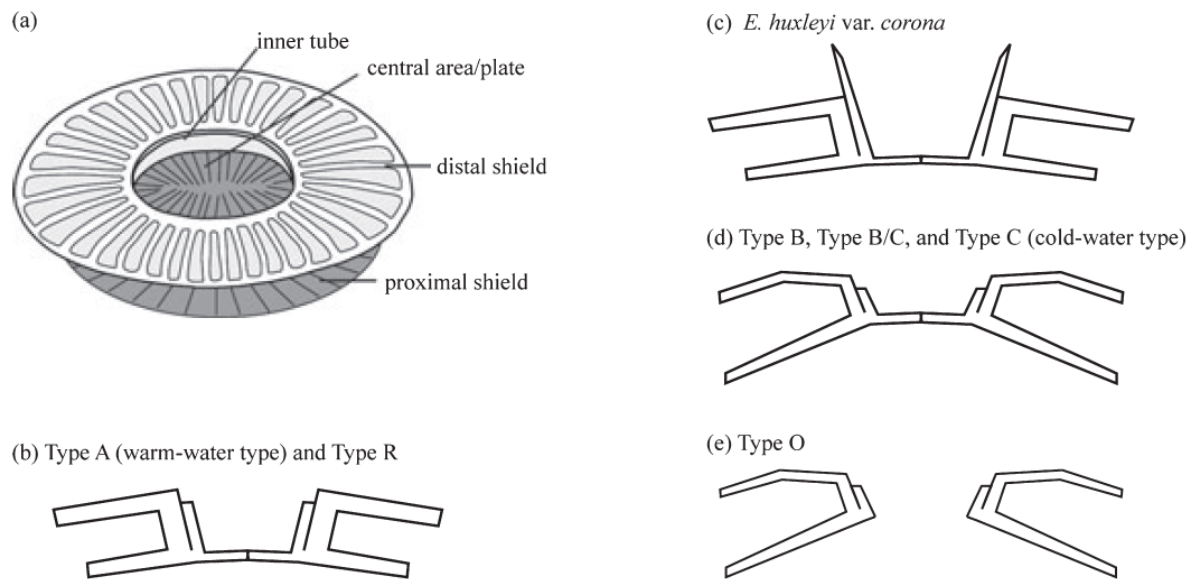 (a)
inner tube
central area/plate
distal shield
proximal shield
(b) Type A (warm-water type) and Type R
(c) E. huxleyi var. corona
(d) Type B, Type B/C, and Type C (cold-water type)
(e) Type O